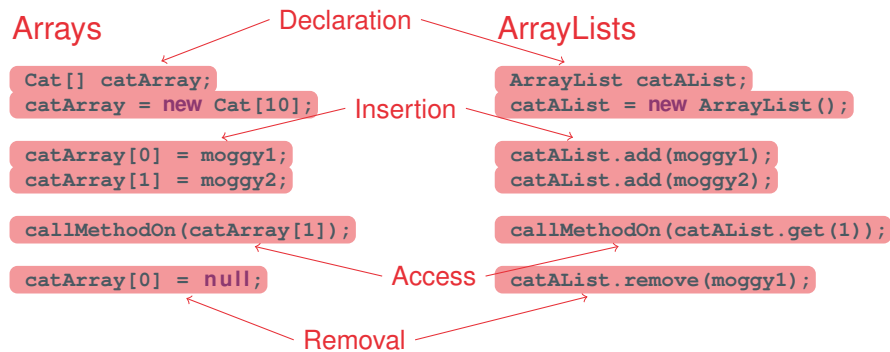 Arrays
Declaration
ArrayLists
Cat[] catArray;
catArray = new Cat[10];
ArrayList catAList;
catAList = new ArrayList();
Insertion
catArray[0] = moggy1;
catArray[1] = moggy2;
catAList.add(moggy1);
catAList.add(moggy2);
callMethodOn(catArray[1]);
callMethodOn(catAList.get(1));
Access
catArray[0] = null;
catAList.remove(moggy1);
Removal